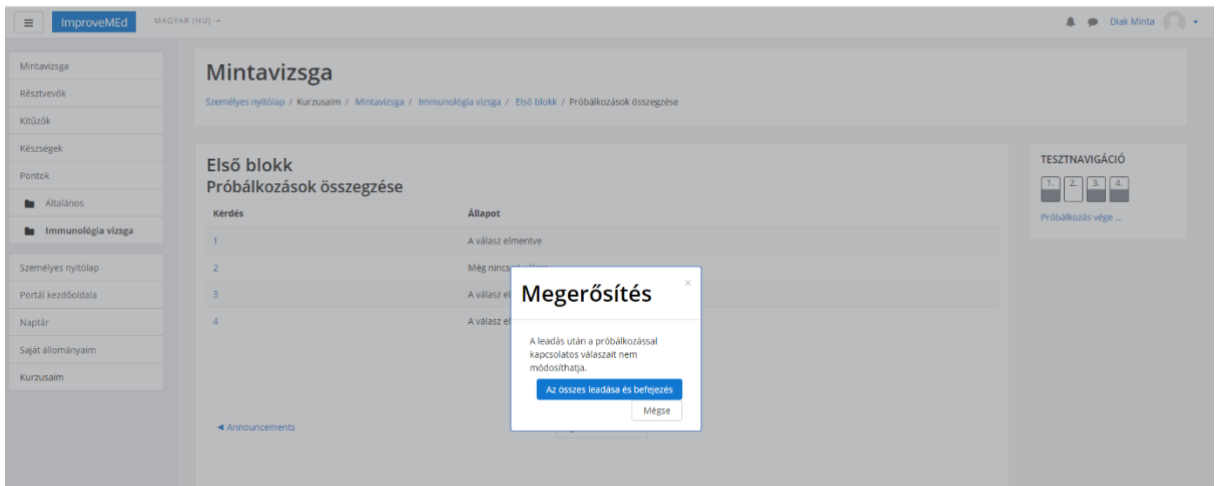 ImproveMEd MAGYAR (HU) Diak Minta
Mintavizsga
Résztvevők
Kitűzők
Készségek
Pontok
Általános
Immunológia vizsga
Személyes nyitólap
Portál kezdőoldala
Naptár
Saját állományaim
Kurzusaim
Mintavizsga
Személyes nyitólap / Kurzusaim / Mintavizsga / Immunológia vizsga / Első blokk / Próbálkozások összegzése
Első blokk
Próbálkozások összegzése
Kérdés Állapot
1 A válasz elmentve
2 Még nincs
3 A válasz
4 A válasz
◄ Announcements
Megerősítés ×
A leadás után a próbálkozással
kapcsolatos válaszait nem
módosíthatja.
Az összes leadása és befejezés
Mégse
TESZTNAVIGÁCIÓ
1. 2. 3. 4.
Próbálkozás vége ...